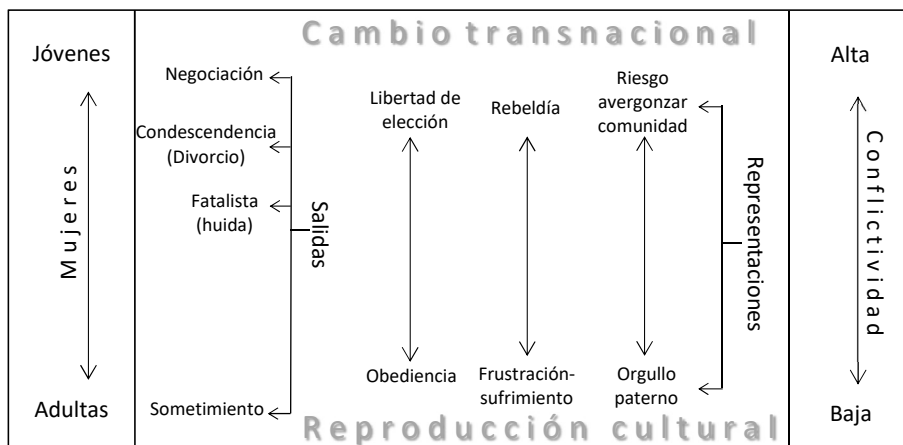 Cambio transnacional
Jóvenes
Mujeres
Adultas
Negociación
Condescendencia
(Divorcio)
Fatalista
(huida)
Sometimiento
Salidas
Libertad de
elección
Obediencia
Rebeldía
Frustración-
sufrimiento
Riesgo
avergonzar
comunidad
Orgullo
paterno
Representaciones
Alta
Conflictividad
Baja
Reproducción cultural